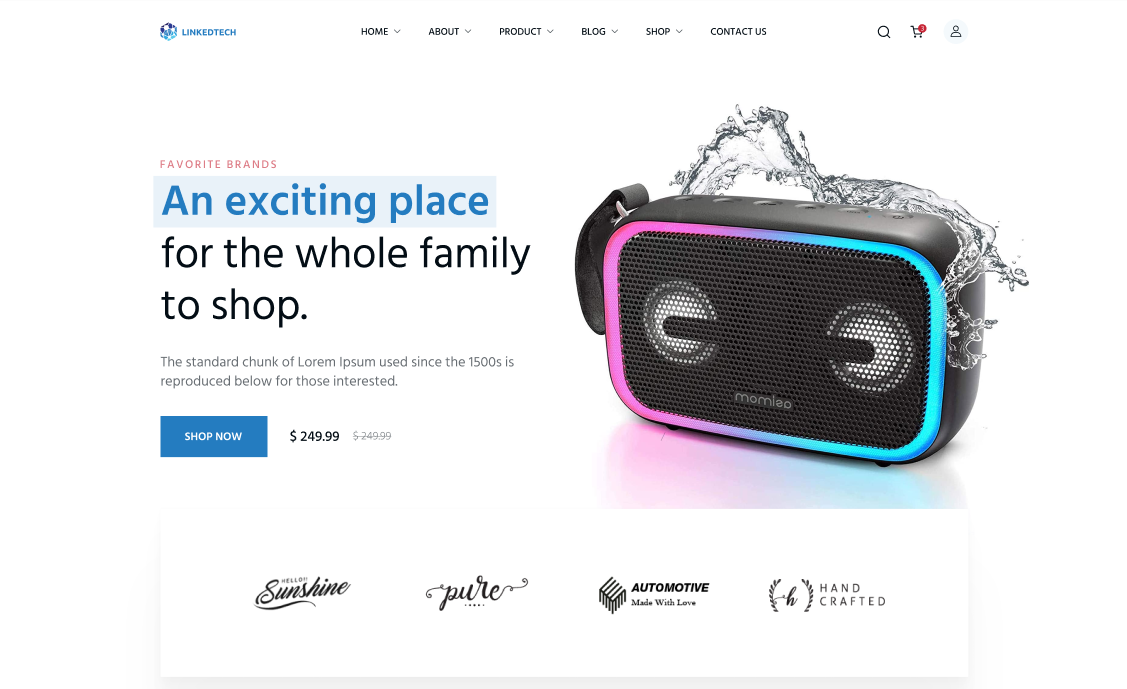 LINKEDTECH
HOME ABOUT PRODUCT BLOG SHOP CONTACT US
FAVORITE BRANDS
An exciting place
for the whole family
to shop.
The standard chunk of Lorem Ipsum used since the 1500s is
reproduced below for those interested.
SHOP NOW $ 249.99 $ 249.99
HELLO!
Sunshine
pure
AUTOMOTIVE
Made With Love
h
HAND
CRAFTED